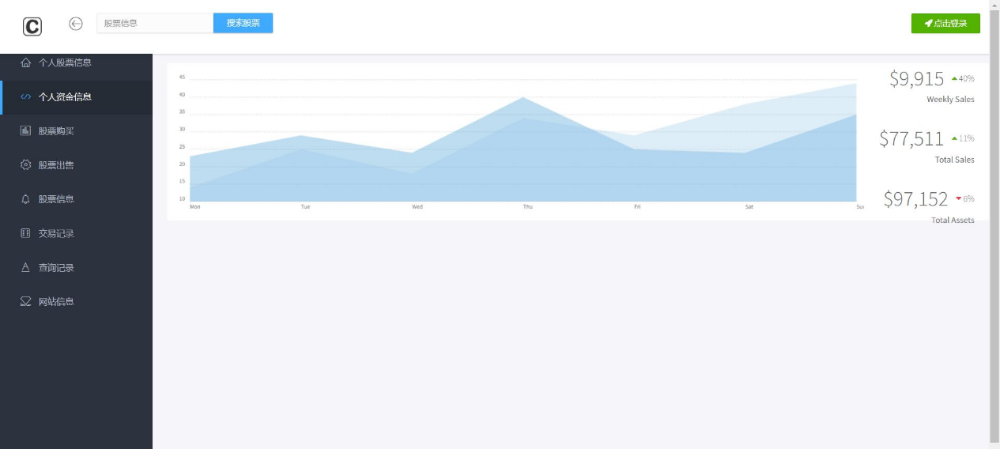 C
股票信息
搜索股票
点击登录
个人股票信息
个人资金信息
股票购买
股票出售
股票信息
交易记录
查询记录
网站信息
45
40
35
30
25
20
15
10
Mon
Tue
Wed
Thu
Fri
Sat
Su
$9,915 40%
Weekly Sales
$77,511 11%
Total Sales
$97,152 6%
Total Assets